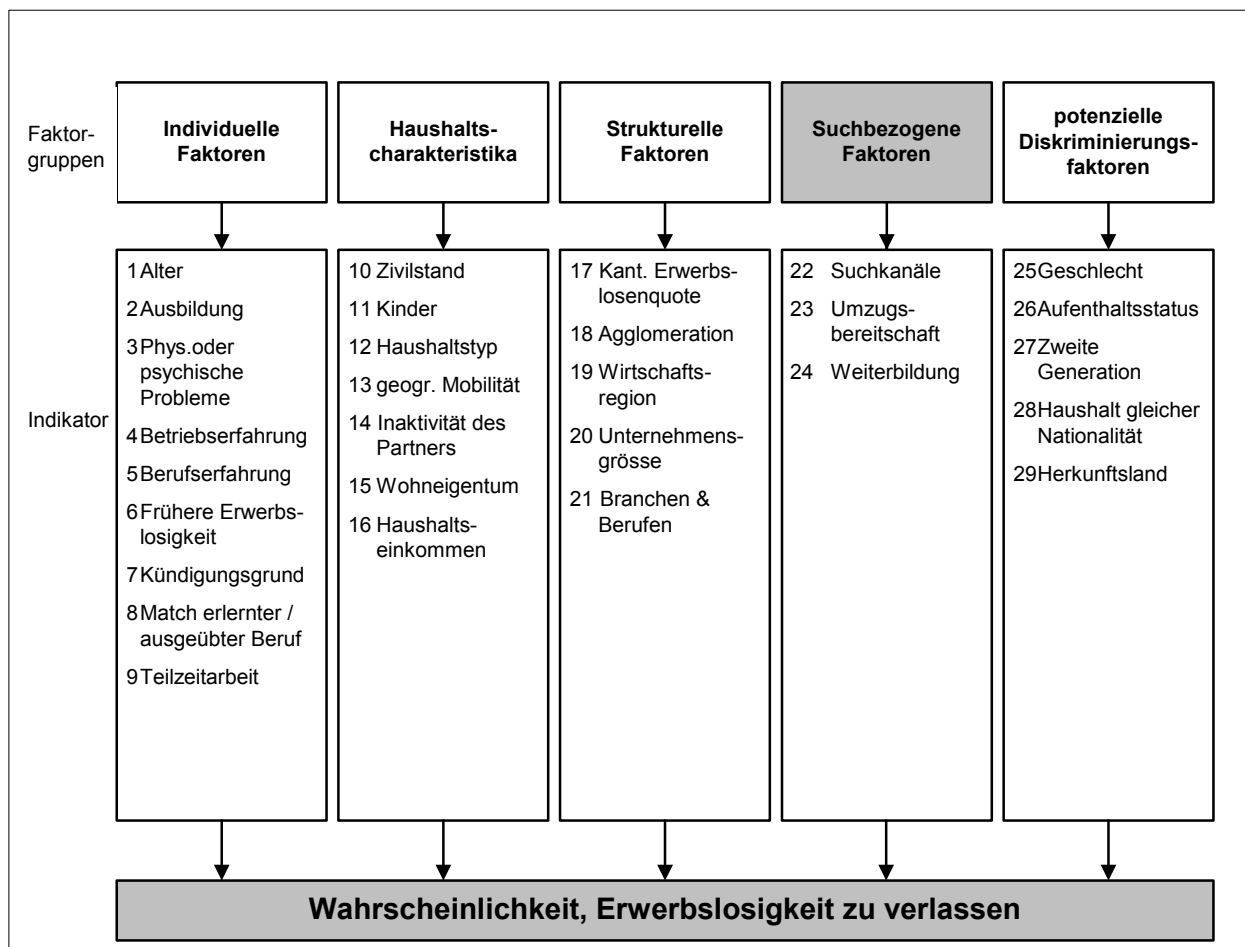 Faktor-
gruppen
Individuelle
Faktoren
Haushalts-
charakteristika
Strukturelle
Faktoren
Suchbezogene
Faktoren
potenzielle
Diskriminierungs-
faktoren
Indikator
1 Alter
2 Ausbildung
3 Phys.oder
psychische
Probleme
4 Betriebserfahrung
5 Berufserfahrung
6 Frühere Erwerbs-
losigkeit
7 Kündigungsgrund
8 Match erlernter /
ausgeübter Beruf
9 Teilzeitarbeit
10 Zivilstand
11 Kinder
12 Haushaltstyp
13 geogr. Mobilität
14 Inaktivität des
Partners
15 Wohneigentum
16 Haushalts-
einkommen
17 Kant. Erwerbs-
losenquote
18 Agglomeration
19 Wirtschafts-
region
20 Unternehmens-
grösse
21 Branchen &
Berufen
22 Suchkanäle
23 Umzugs-
bereitschaft
24 Weiterbildung
25 Geschlecht
26 Aufenthaltsstatus
27 Zweite
Generation
28 Haushalt gleicher
Nationalität
29 Herkunftsland
Wahrscheinlichkeit, Erwerbslosigkeit zu verlassen